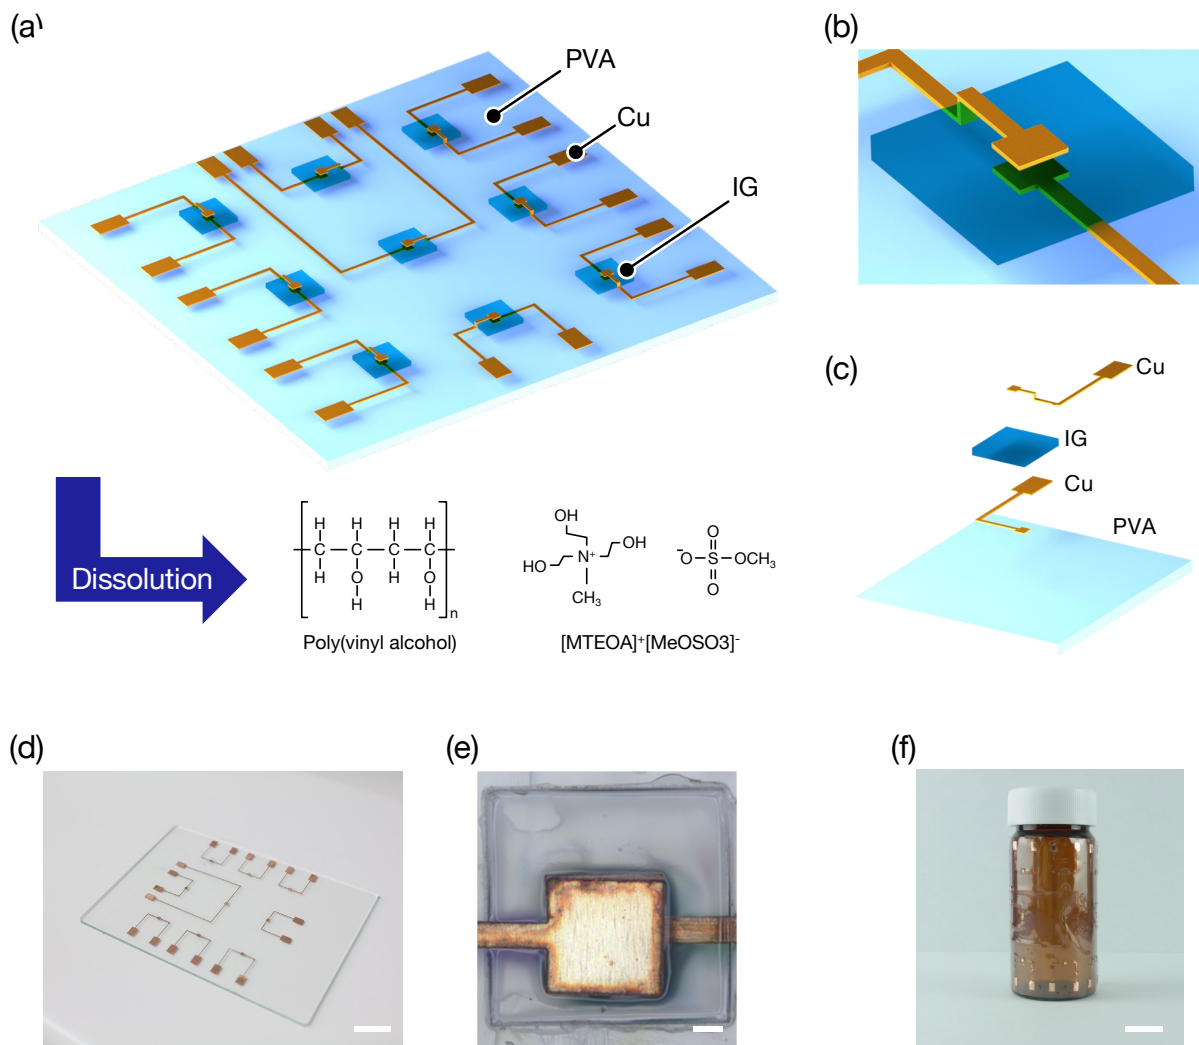 (a)
PVA
Cu
IG
(b)
(c)
Cu
IG
Cu
PVA
Dissolution
H H H H
C C C C
H O H O
H H
n
Poly(vinyl alcohol)
OH
HO
N+
OH
CH3
O
-O S OCH3
O
[MTEOA]+[MeOSO3]-
(d)
(e)
(f)